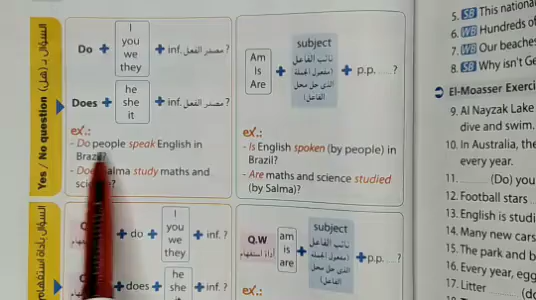 السؤال بـ (هل) Yes / No question
Do + I you we they + inf. مصدر الفعل ?
Does + he she it + inf. مصدر الفعل ?
ex.:
- Do people speak English in
Brazil?
- Does Salma study maths and
science?
Am Is Are + subject نائب الفاعل (مفعول الجملة الذي حل محل الفاعل) + p.p. ....?
ex.:
- Is English spoken (by people) in
Brazil?
- Are maths and science studied
(by Salma)?
السؤال بأداة استفهام
+ do + I you we they + inf. ?
+ does + he she it + inf. ?
Q.W أداة استفهام + am is are + subject نائب الفاعل (مفعول الجملة الذي حل محل الفاعل) + p.p. ....?
5. SB This nationa
6. WB Hundreds of
7. WB Our beache
8. SB Why isn't Ge
El-Moasser Exerci
9. Al Nayzak Lake
dive and swim.
10. In Australia, the
every year.
11. ........ (Do) you
12. Football stars
13. English is studi
14. Many new cars
15. The park and b
16. Every year, egg
17. Litter ........ (do